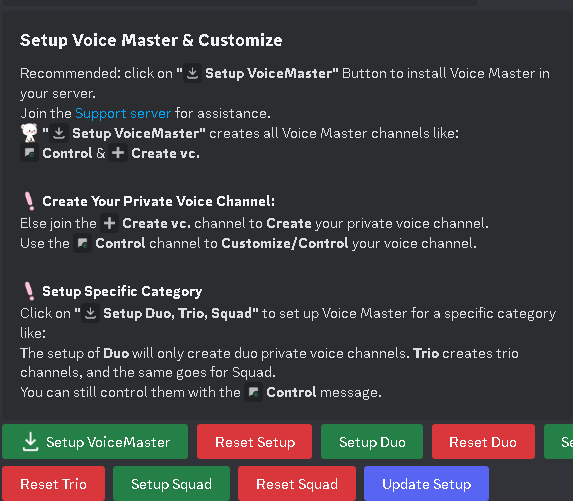 Setup Voice Master & Customize
Recommended: click on " Setup VoiceMaster" Button to install Voice Master in
your server.
Join the Support server for assistance.
" Setup VoiceMaster" creates all Voice Master channels like:
Control & Create vc.
Create Your Private Voice Channel:
Else join the Create vc. channel to Create your private voice channel.
Use the Control channel to Customize/Control your voice channel.
Setup Specific Category
Click on " Setup Duo, Trio, Squad" to set up Voice Master for a specific category
like:
The setup of Duo will only create duo private voice channels. Trio creates trio
channels, and the same goes for Squad.
You can still control them with the Control message.
Setup VoiceMaster Reset Setup Setup Duo Reset Duo
Reset Trio Setup Squad Reset Squad Update Setup